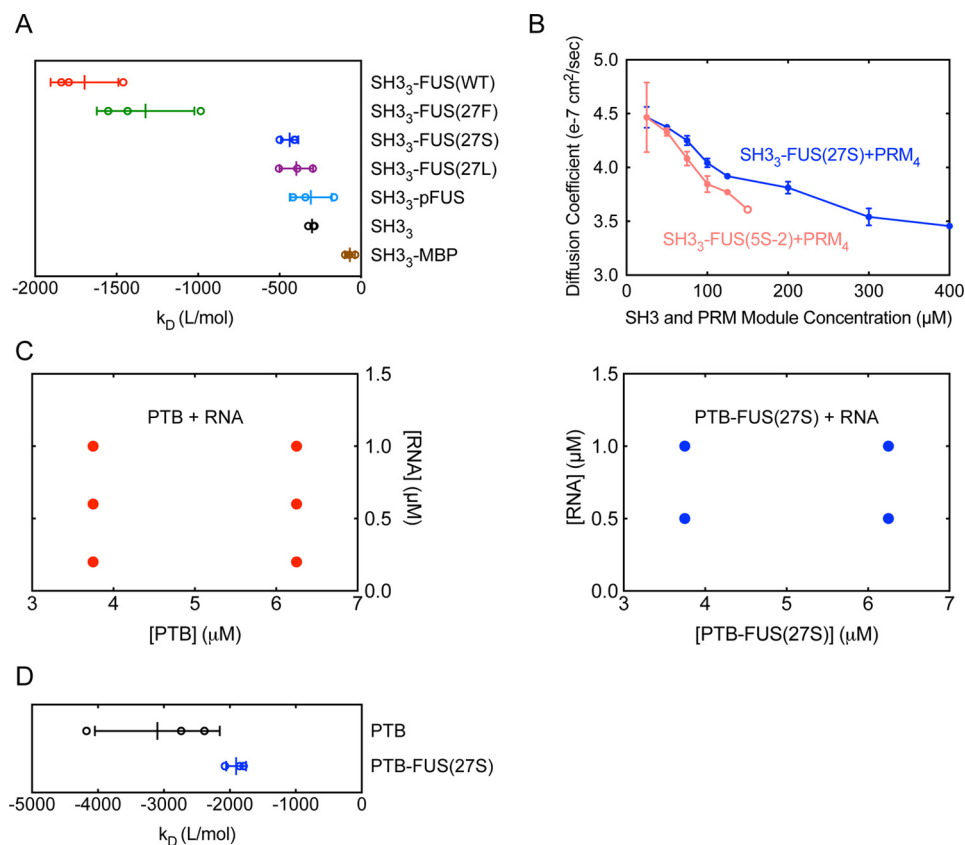 A
SH3₃-FUS(WT)
SH3₃-FUS(27F)
SH3₃-FUS(27S)
SH3₃-FUS(27L)
SH3₃-pFUS
SH3₃
SH3₃-MBP
-2000 -1500 -1000 -500 0
k_D (L/mol)
B
Diffusion Coefficient (e-7 cm²/sec)
5.0
4.5
4.0
3.5
3.0
SH3₃-FUS(27S)+PRM₄
SH3₃-FUS(5S-2)+PRM₄
0 100 200 300 400
SH3 and PRM Module Concentration (μM)
C
PTB + RNA
1.5
1.0
0.5
0.0
[RNA] (μM)
3 4 5 6 7
[PTB] (μM)
PTB-FUS(27S) + RNA
[RNA] (μM)
1.5
1.0
0.5
0.0
3 4 5 6 7
[PTB-FUS(27S)] (μM)
D
PTB
PTB-FUS(27S)
-5000 -4000 -3000 -2000 -1000 0
k_D (L/mol)